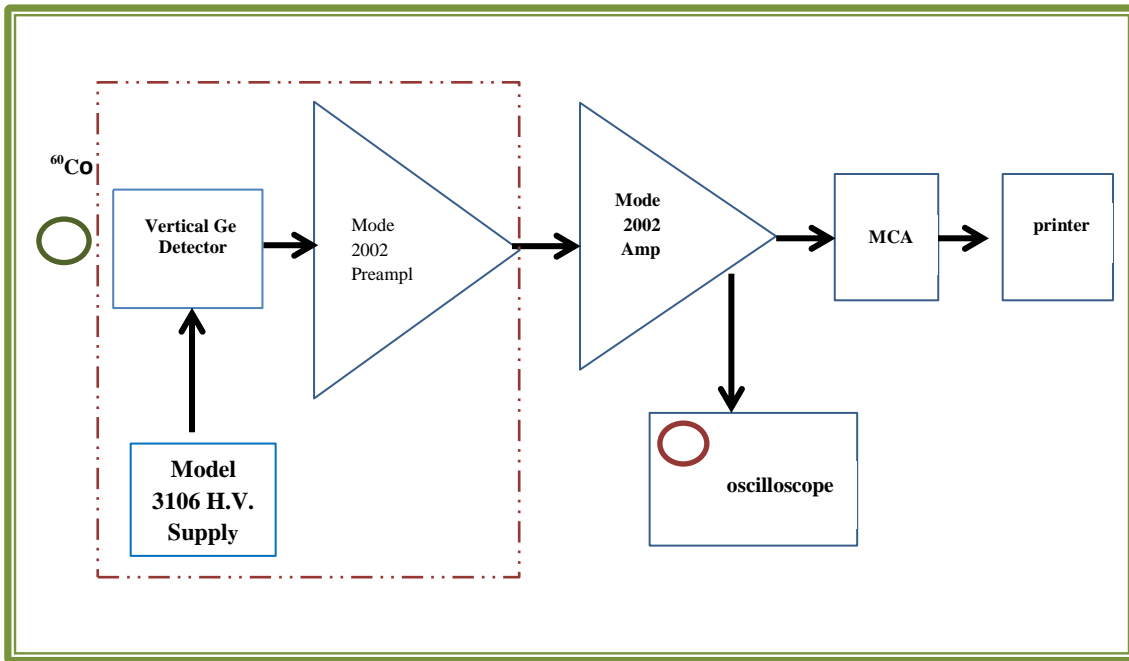 ⁶⁰Co
Vertical Ge
Detector
Mode
2002
Preampl
Mode
2002
Amp
MCA
printer
Model
3106 H.V.
Supply
oscilloscope